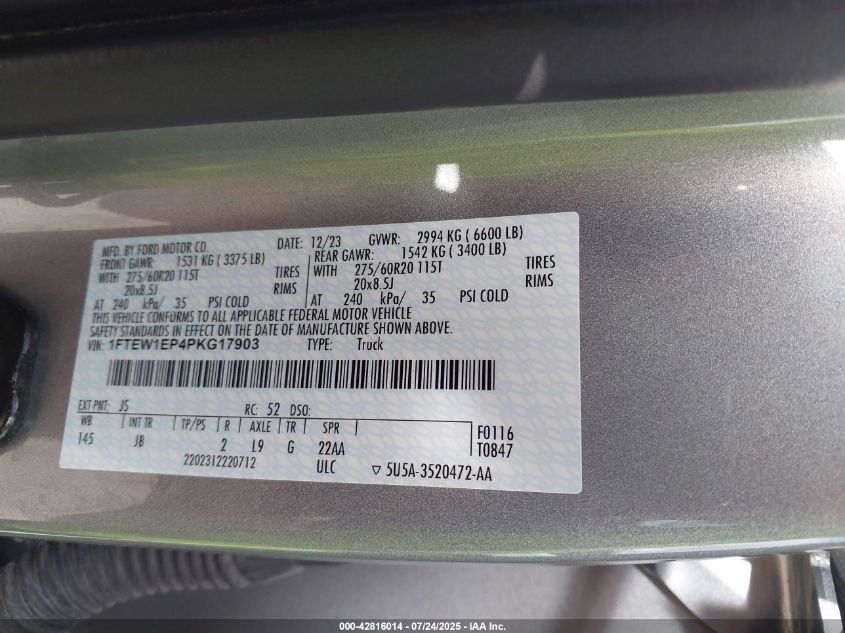 MFD. BY FORD MOTOR CO. DATE: 12/23 GVWR: 2994 KG ( 6600 LB)
FRONT GAWR: 1531 KG ( 3375 LB) REAR GAWR: 1542 KG ( 3400 LB)
WITH 275/60R20 115T TIRES WITH 275/60R20 115T TIRES
20x8.5J RIMS 20x8.5J RIMS
AT 240 kPa/ 35 PSI COLD AT 240 kPa/ 35 PSI COLD
THIS VEHICLE CONFORMS TO ALL APPLICABLE FEDERAL MOTOR VEHICLE
SAFETY STANDARDS IN EFFECT ON THE DATE OF MANUFACTURE SHOWN ABOVE.
VIN: 1FTEW1EP4PKG17903 TYPE: Truck
EXT PNT: J5 RC: 52 DSO:
WB INT TR TP/PS R AXLE TR SPR F0116
145 JB 2 L9 G 22AA T0847
2202312220712 ULC ▽ 5U5A-3520472-AA
000-42816014 - 07/24/2025 - IAA Inc.